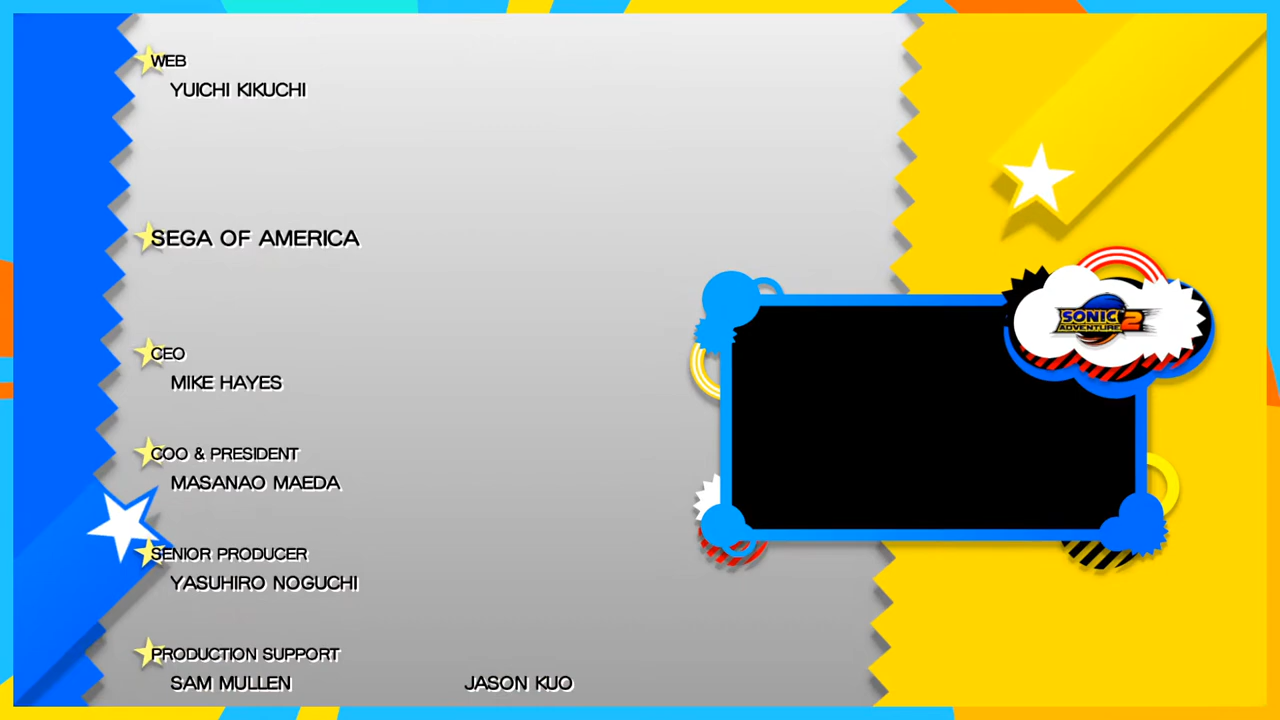 WEB
YUICHI KIKUCHI
SEGA OF AMERICA
CEO
MIKE HAYES
COO & PRESIDENT
MASANAO MAEDA
SENIOR PRODUCER
YASUHIRO NOGUCHI
PRODUCTION SUPPORT
SAM MULLEN JASON KUO
SONIC
ADVENTURE 2